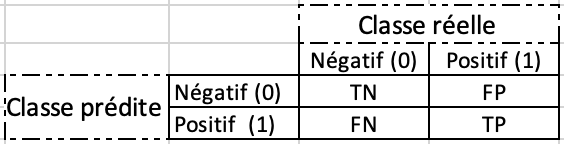 Classe réelle
Négatif (0) Positif (1)
Classe prédite Négatif (0) TN FP
Positif (1) FN TP